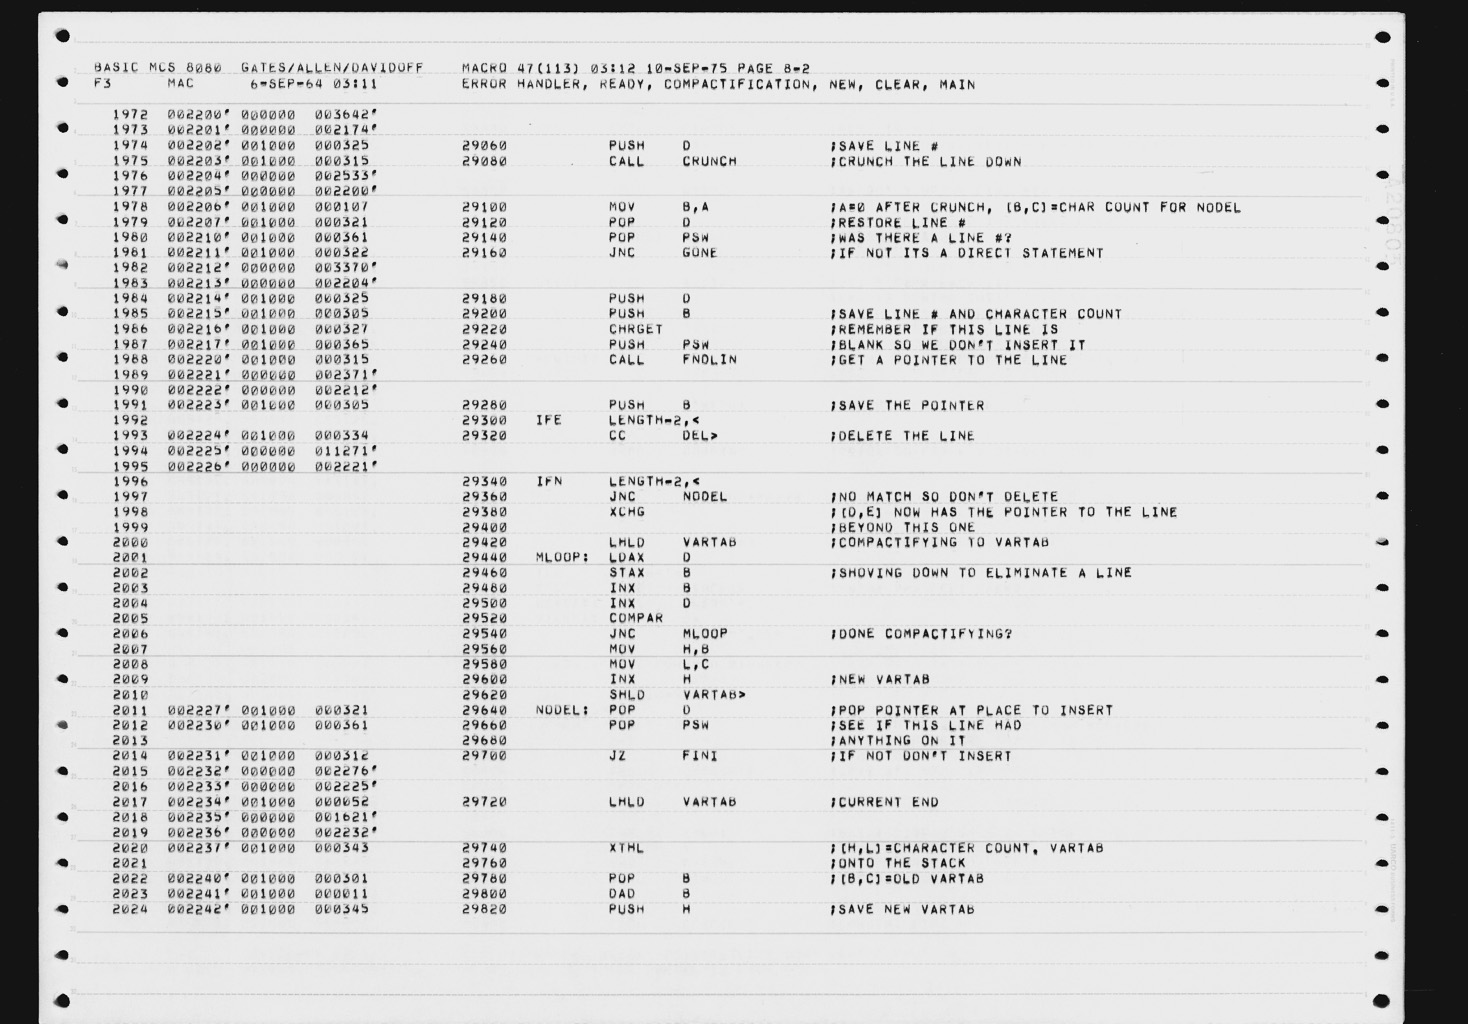 BASIC MCS 8080 GATES/ALLEN/DAVIDOFF MACRO 47(113) 03:12 10-SEP-75 PAGE 8-2
F3 MAC 6-SEP-64 03:11 ERROR HANDLER, READY, COMPACTIFICATION, NEW, CLEAR, MAIN
1972 002200' 000000 003642'
1973 002201' 000000 002174'
1974 002202' 001000 000325 29060 PUSH D ;SAVE LINE #
1975 002203' 001000 000315 29080 CALL CRUNCH ;CRUNCH THE LINE DOWN
1976 002204' 000000 002533'
1977 002205' 000000 002200'
1978 002206' 001000 000107 29100 MOV B,A ;A=0 AFTER CRUNCH, [B,C]=CHAR COUNT FOR NODEL
1979 002207' 001000 000321 29120 POP D ;RESTORE LINE #
1980 002210' 001000 000361 29140 POP PSW ;WAS THERE A LINE #?
1981 002211' 001000 000322 29160 JNC GONE ;IF NOT ITS A DIRECT STATEMENT
1982 002212' 000000 003370'
1983 002213' 000000 002204'
1984 002214' 001000 000325 29180 PUSH D
1985 002215' 001000 000305 29200 PUSH B ;SAVE LINE # AND CHARACTER COUNT
1986 002216' 001000 000327 29220 CHRGET ;REMEMBER IF THIS LINE IS
1987 002217' 001000 000365 29240 PUSH PSW ;BLANK SO WE DON'T INSERT IT
1988 002220' 001000 000315 29260 CALL FNDLIN ;GET A POINTER TO THE LINE
1989 002221' 000000 002371'
1990 002222' 000000 002212'
1991 002223' 001000 000305 29280 PUSH B ;SAVE THE POINTER
1992 29300 IFE LENGTH-2,<
1993 002224' 001000 000334 29320 CC DEL> ;DELETE THE LINE
1994 002225' 000000 011271'
1995 002226' 000000 002221'
1996 29340 IFN LENGTH-2,<
1997 29360 JNC NODEL ;NO MATCH SO DON'T DELETE
1998 29380 XCHG ;[D,E] NOW HAS THE POINTER TO THE LINE
1999 29400 ;BEYOND THIS ONE
2000 29420 LHLD VARTAB ;COMPACTIFYING TO VARTAB
2001 29440 MLOOP: LDAX D
2002 29460 STAX B ;SHOVING DOWN TO ELIMINATE A LINE
2003 29480 INX B
2004 29500 INX D
2005 29520 COMPAR
2006 29540 JNC MLOOP ;DONE COMPACTIFYING?
2007 29560 MOV H,B
2008 29580 MOV L,C
2009 29600 INX H ;NEW VARTAB
2010 29620 SHLD VARTAB>
2011 002227' 001000 000321 29640 NODEL: POP D ;POP POINTER AT PLACE TO INSERT
2012 002230' 001000 000361 29660 POP PSW ;SEE IF THIS LINE HAD
2013 29680 ;ANYTHING ON IT
2014 002231' 001000 000312 29700 JZ FINI ;IF NOT DON'T INSERT
2015 002232' 000000 002276'
2016 002233' 000000 002225'
2017 002234' 001000 000052 29720 LHLD VARTAB ;CURRENT END
2018 002235' 000000 001621'
2019 002236' 000000 002232'
2020 002237' 001000 000343 29740 XTHL ;[H,L]=CHARACTER COUNT, VARTAB
2021 29760 ;ONTO THE STACK
2022 002240' 001000 000301 29780 POP B ;[B,C]=OLD VARTAB
2023 002241' 001000 000011 29800 DAD B
2024 002242' 001000 000345 29820 PUSH H ;SAVE NEW VARTAB